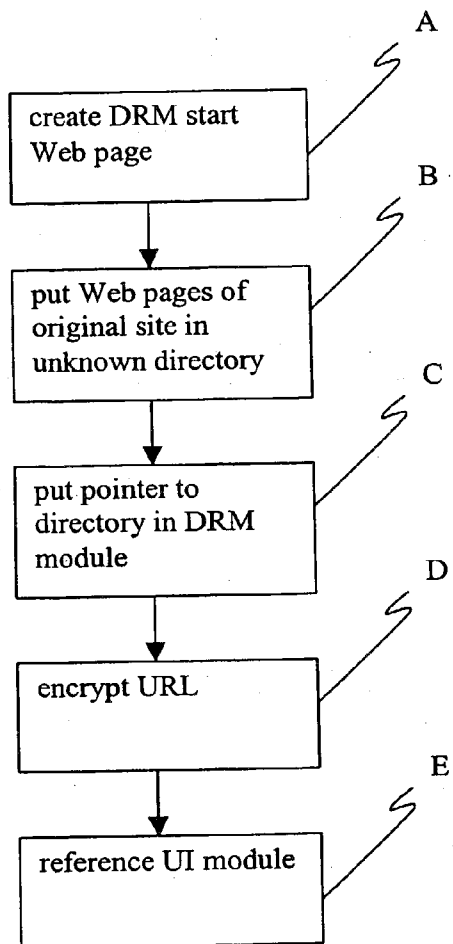 A
create DRM start
Web page
B
put Web pages of
original site in
unknown directory
C
put pointer to
directory in DRM
module
D
encrypt URL
E
reference UI module